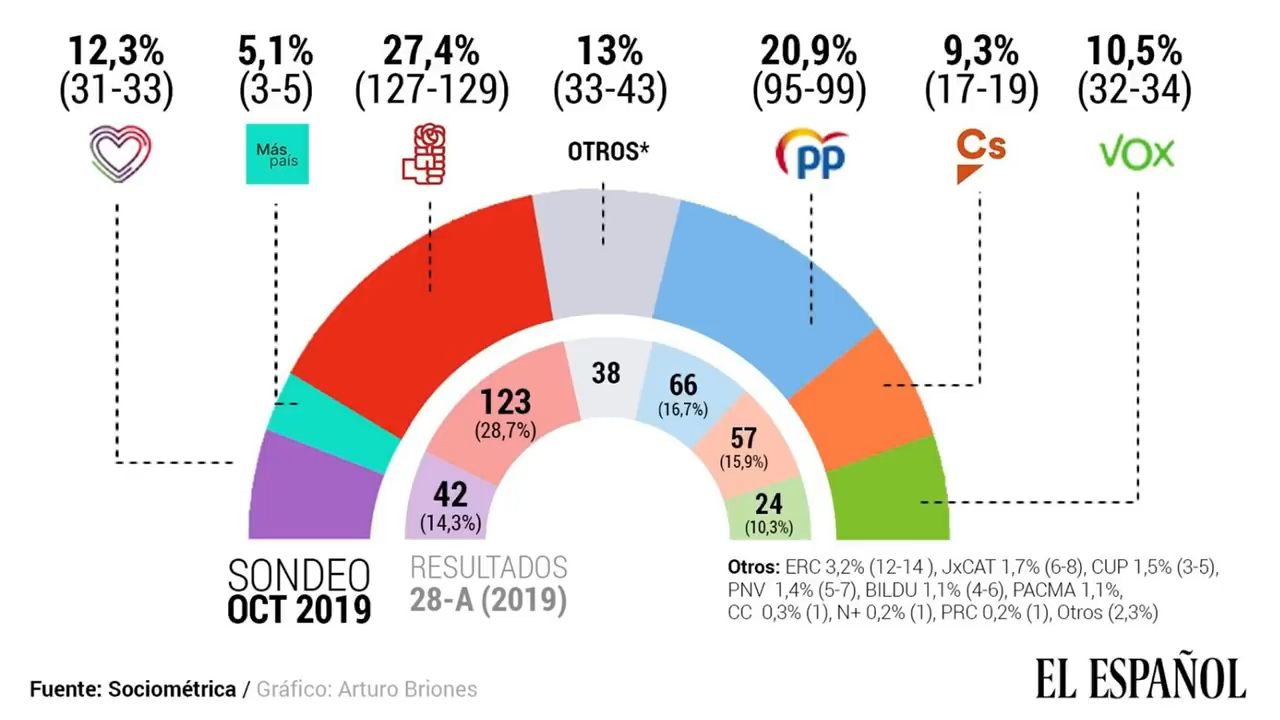 12,3%
(31-33)
5,1%
(3-5)
27,4%
(127-129)
13%
(33-43)
20,9%
(95-99)
9,3%
(17-19)
10,5%
(32-34)
Más
país
OTROS*
pp
Cs
VOX
123
(28,7%)
38
66
(16,7%)
57
(15,9%)
42
(14,3%)
24
(10,3%)
SONDEO
OCT 2019
RESULTADOS
28-A (2019)
Otros: ERC 3,2% (12-14 ), JxCAT 1,7% (6-8), CUP 1,5% (3-5),
PNV 1,4% (5-7), BILDU 1,1% (4-6), PACMA 1,1%,
CC 0,3% (1), N+ 0,2% (1), PRC 0,2% (1), Otros (2,3%)
Fuente: Sociométrica / Gráfico: Arturo Briones
EL ESPAÑOL